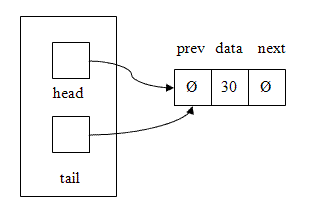 prev data next
Ø 30 Ø
head
tail